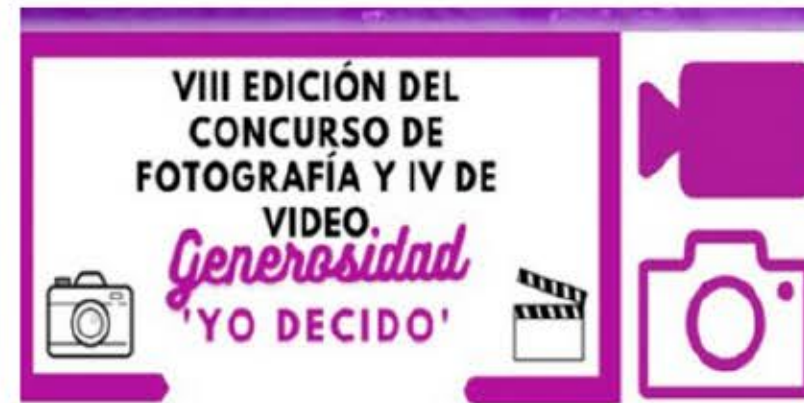 VIII EDICIÓN DEL
CONCURSO DE
FOTOGRAFÍA Y IV DE
VIDEO.
Generosidad
'YO DECIDO'